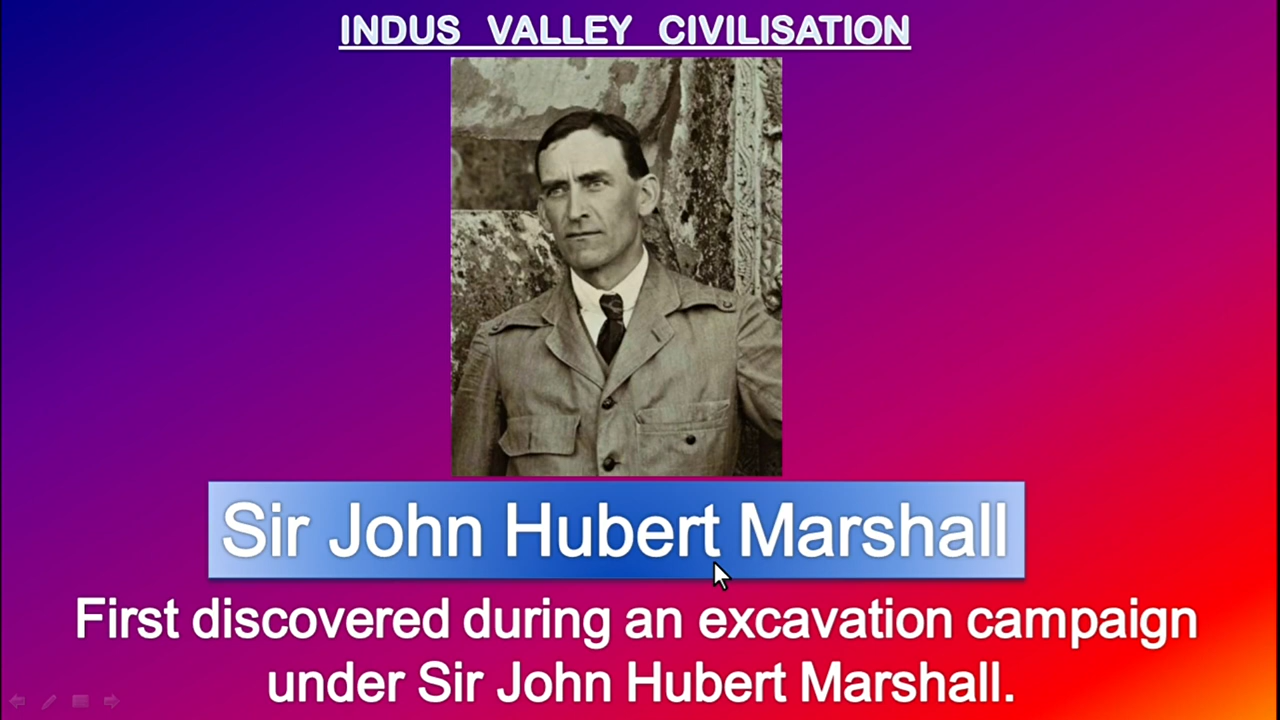 INDUS VALLEY CIVILISATION
Sir John Hubert Marshall
First discovered during an excavation campaign
under Sir John Hubert Marshall.